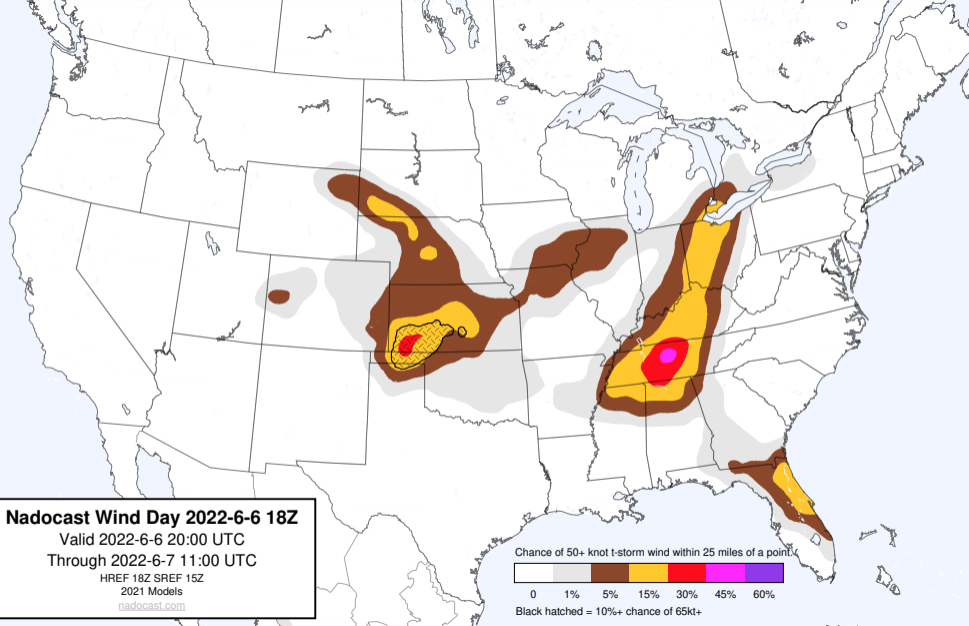 Nadocast Wind Day 2022-6-6 18Z
Valid 2022-6-6 20:00 UTC
Through 2022-6-7 11:00 UTC
HREF 18Z SREF 15Z
2021 Models
nadocast.com
Chance of 50+ knot t-storm wind within 25 miles of a point.
0 1% 5% 15% 30% 45% 60%
Black hatched = 10%+ chance of 65kt+